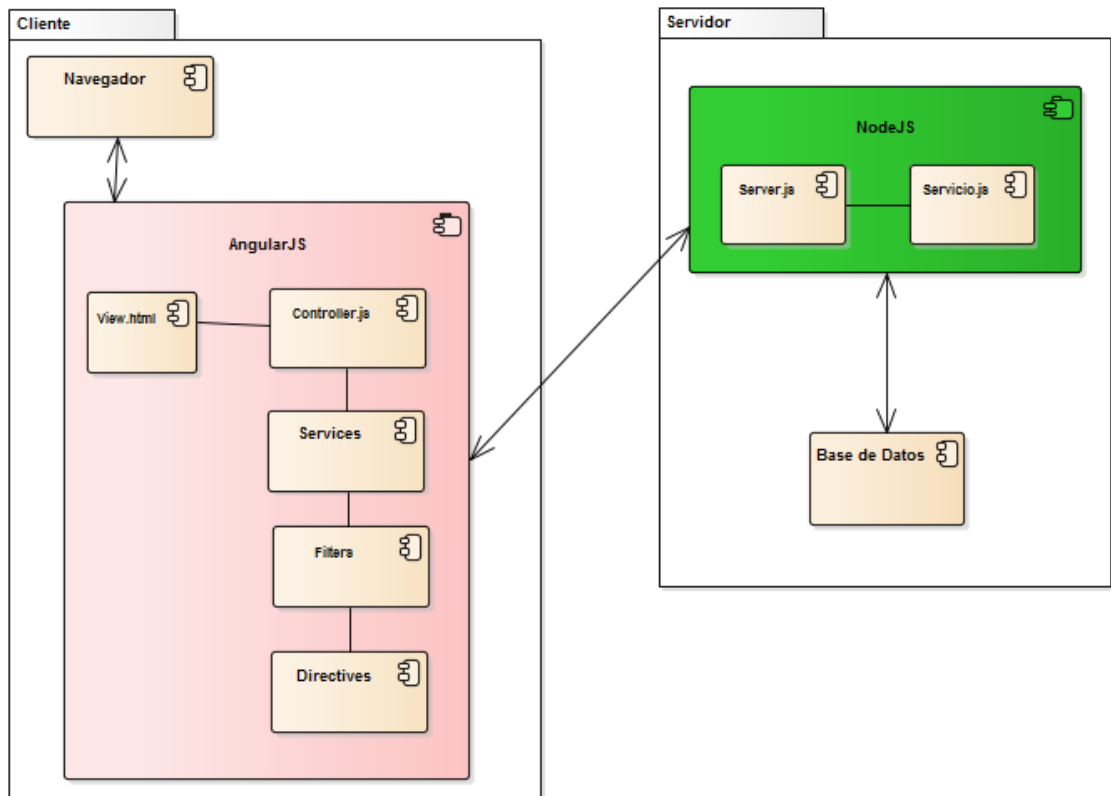 Cliente
Navegador
AngularJS
View.html
Controller.js
Services
Filters
Directives
Servidor
NodeJS
Server.js
Servicio.js
Base de Datos